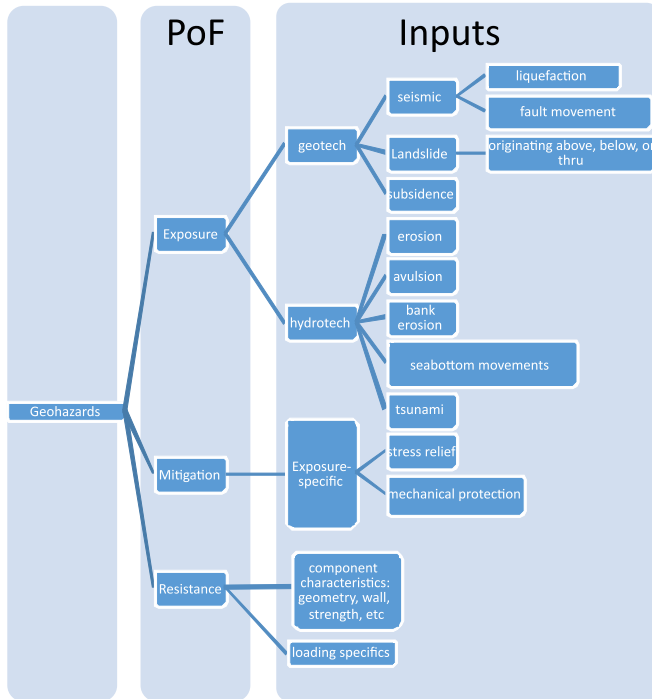 PoF
Inputs
liquefaction
seismic
fault movement
geotech
Landslide
originating above, below, or
thru
subsidence
Exposure
erosion
avulsion
hydrotech
bank
erosion
seabottom movements
tsunami
Geohazards
Mitigation
Exposure-
specific
stress relief
mechanical protection
Resistance
component
characteristics:
geometry, wall,
strength, etc
loading specifics